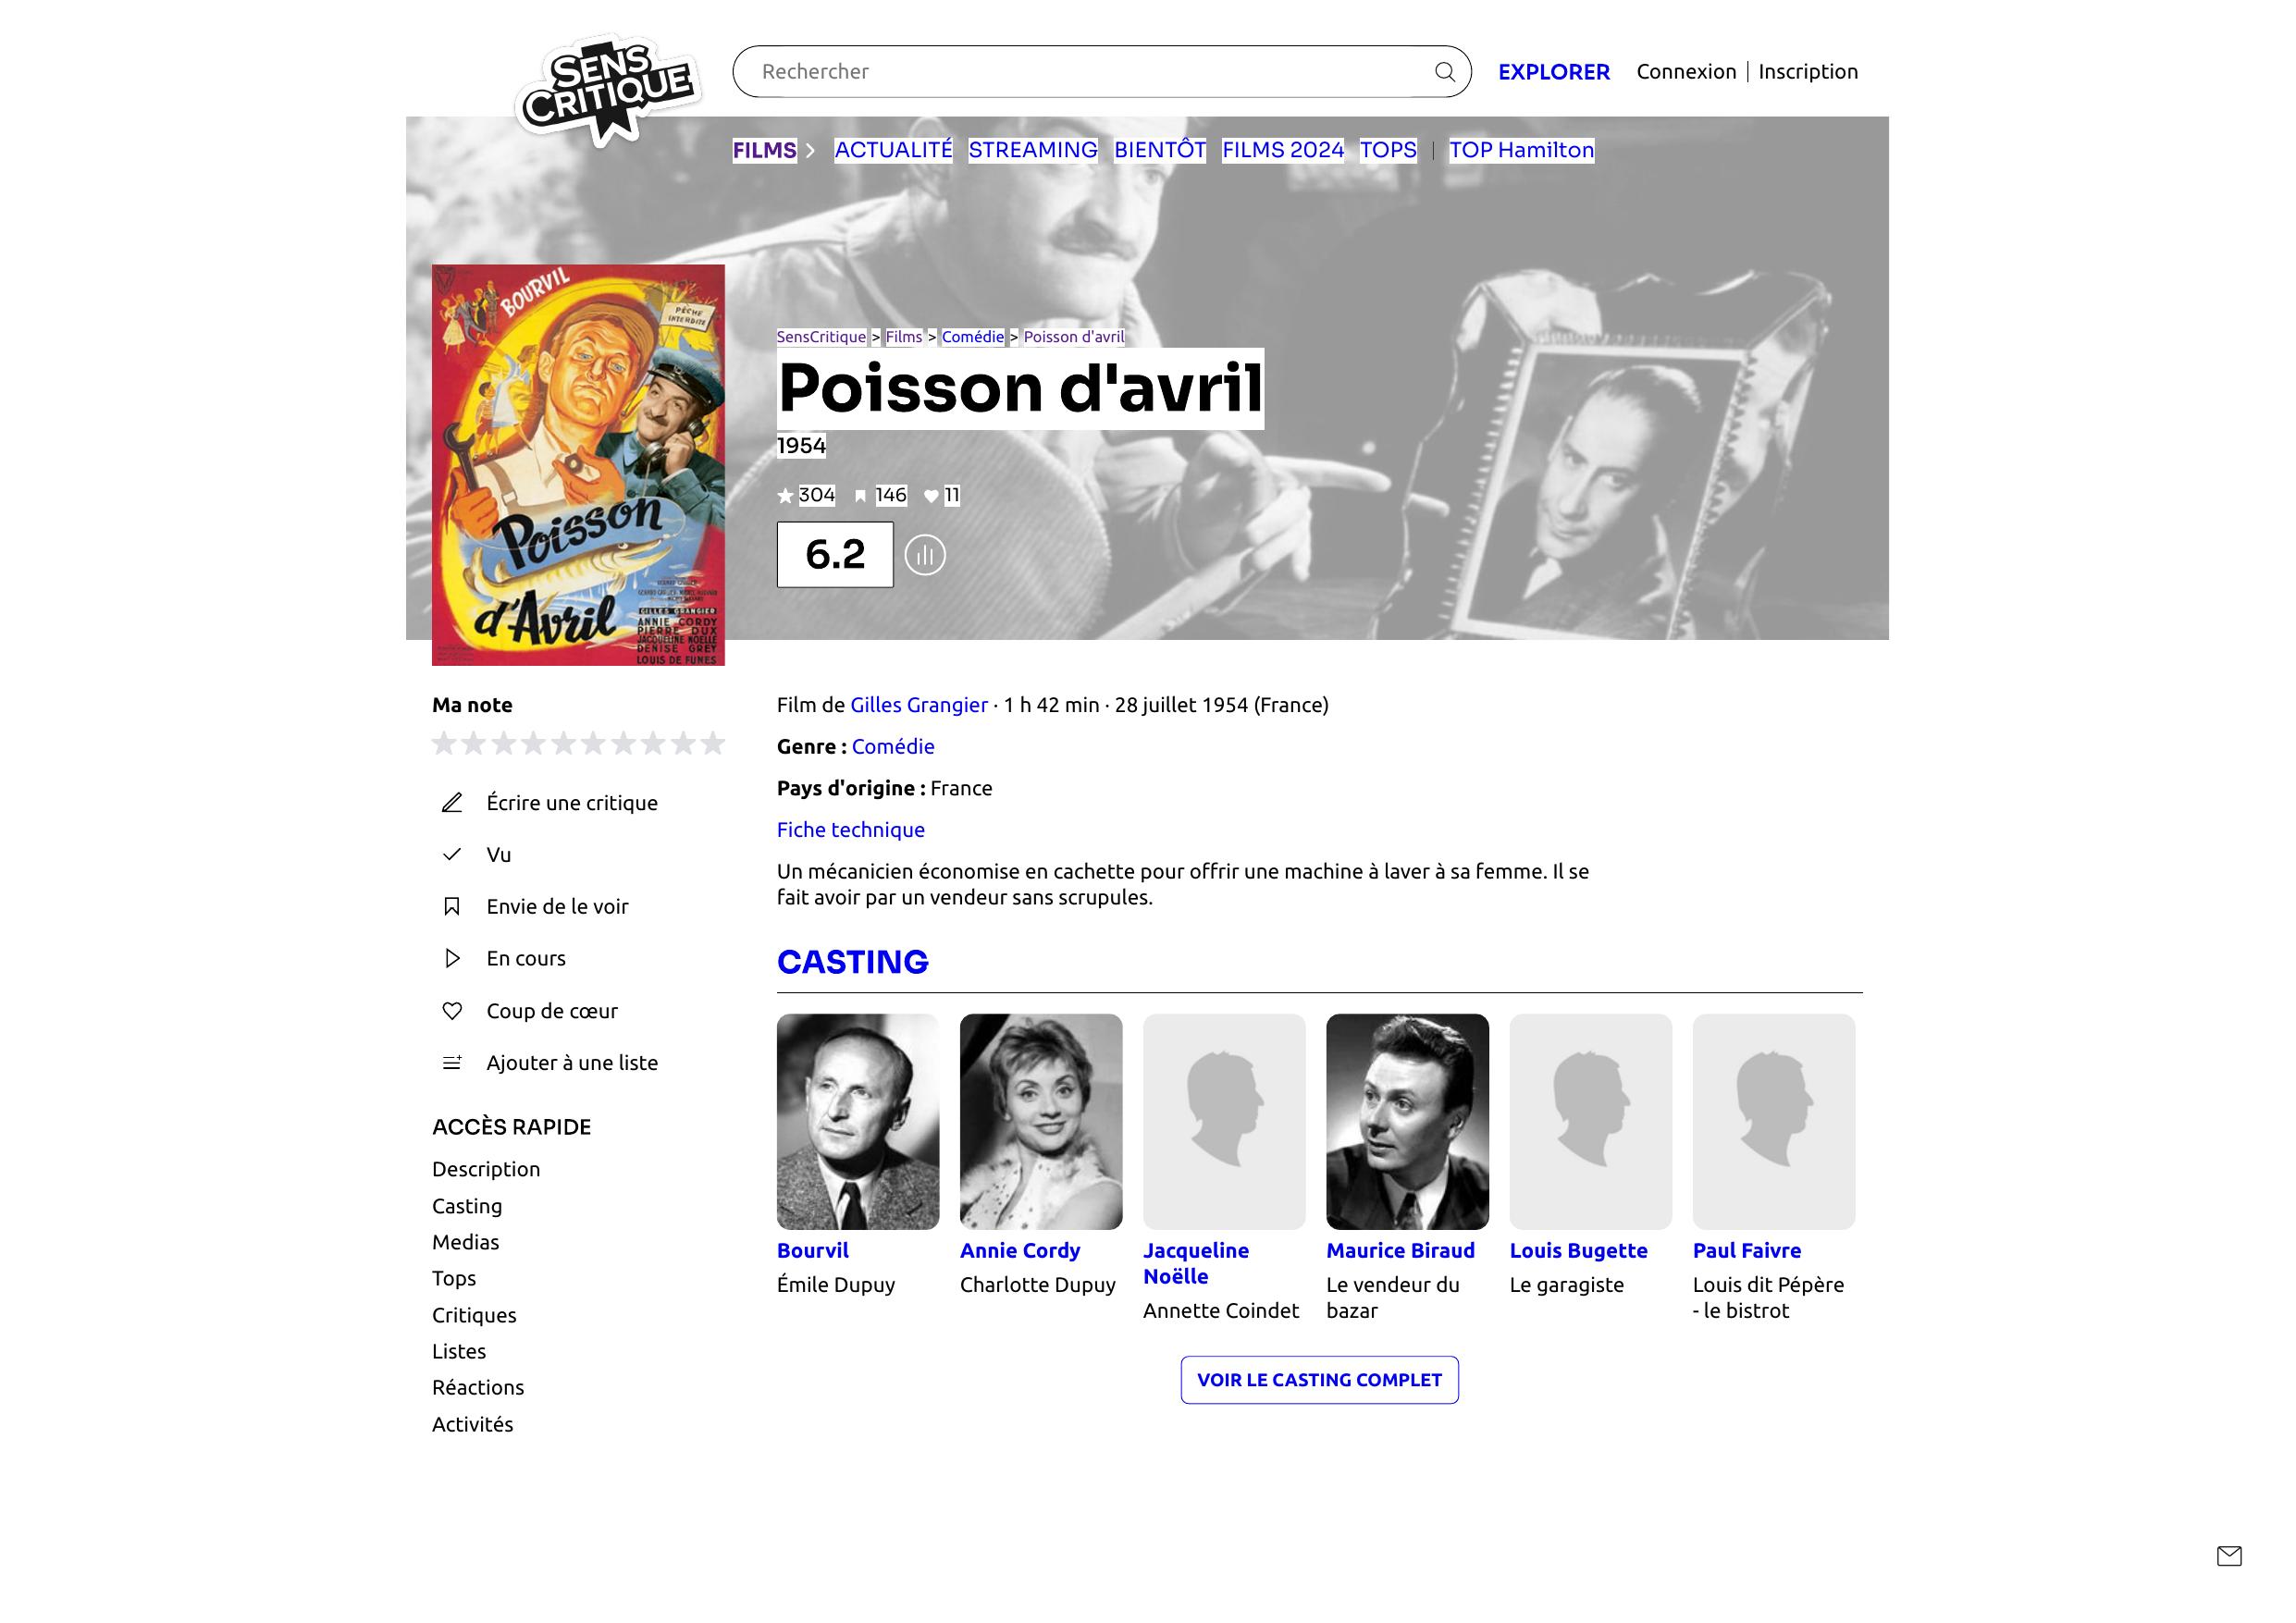 SENS
CRITIQUE
Rechercher
EXPLORER
Connexion | Inscription
FILMS
ACTUALITÉ
STREAMING
BIENTÔT
FILMS 2024
TOPS
TOP Hamilton
BOURVIL
PÊCHE
INTERDITE
Poisson
d'Avril
GILLES GRANGIER
ANNIE CORDY
PIERRE DUX
JACQUELINE NOELLE
DENISE GREY
LOUIS DE FUNES
SensCritique > Films > Comédie > Poisson d'avril
Poisson d'avril
1954
304 146 11
6.2
Ma note
Écrire une critique
Vu
Envie de le voir
En cours
Coup de cœur
Ajouter à une liste
ACCÈS RAPIDE
Description
Casting
Medias
Tops
Critiques
Listes
Réactions
Activités
Film de Gilles Grangier · 1 h 42 min · 28 juillet 1954 (France)
Genre : Comédie
Pays d'origine : France
Fiche technique
Un mécanicien économise en cachette pour offrir une machine à laver à sa femme. Il se
fait avoir par un vendeur sans scrupules.
CASTING
Bourvil
Émile Dupuy
Annie Cordy
Charlotte Dupuy
Jacqueline
Noëlle
Annette Coindet
Maurice Biraud
Le vendeur du
bazar
Louis Bugette
Le garagiste
Paul Faivre
Louis dit Pépère
- le bistrot
VOIR LE CASTING COMPLET